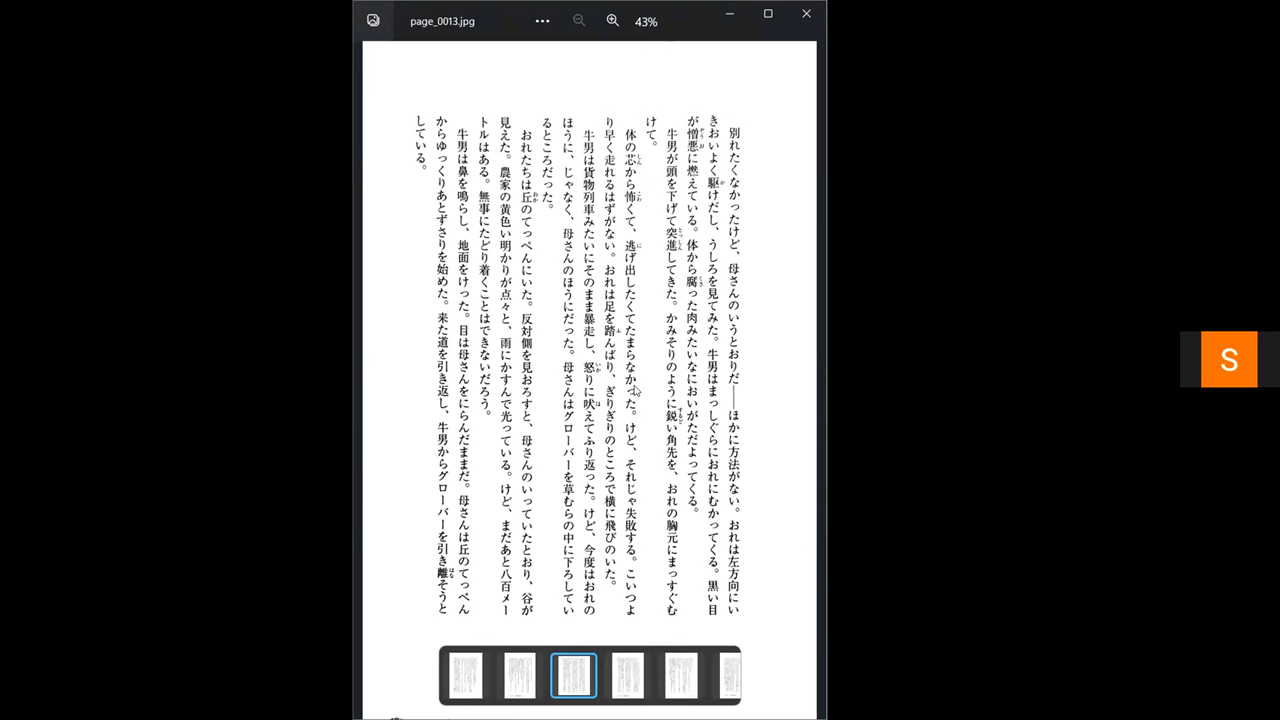 page_0013.jpg
43%
別れたくなかったけど、母さんのいうとおりだ――ほかに方法がない。おれは左方向にい
きおいよく駆けだし、うしろを見てみた。牛男はまっしぐらにおれにむかってくる。黒い目
が憎悪に燃えている。体から腐った肉みたいなにおいがただよってくる。
牛男が頭を下げて突進してきた。かみそりのように鋭い角先を、おれの胸元にまっすぐむ
けて。
体の芯から怖くて、逃げ出したくてたまらなかった。けど、それじゃ失敗する。こいつよ
り早く走れるはずがない。おれは足を踏んばり、ぎりぎりのところで横に飛びのいた。
牛男は貨物列車みたいにそのまま暴走し、怒りに吠えてふり返った。けど、今度はおれの
ほうに、じゃなく、母さんのほうにだった。母さんはグローバーを草むらの中に下ろしてい
るところだった。
おれたちは丘のてっぺんにいた。反対側を見おろすと、母さんのいっていたとおり、谷が
見えた。農家の黄色い明かりが点々と、雨にかすんで光っている。けど、まだあと八百メー
トルはある。無事にたどり着くことはできないだろう。
牛男は鼻を鳴らし、地面をけった。目は母さんをにらんだままだ。母さんは丘のてっぺん
からゆっくりあとずさりを始めた。来た道を引き返し、牛男からグローバーを引き離そうと
している。
S